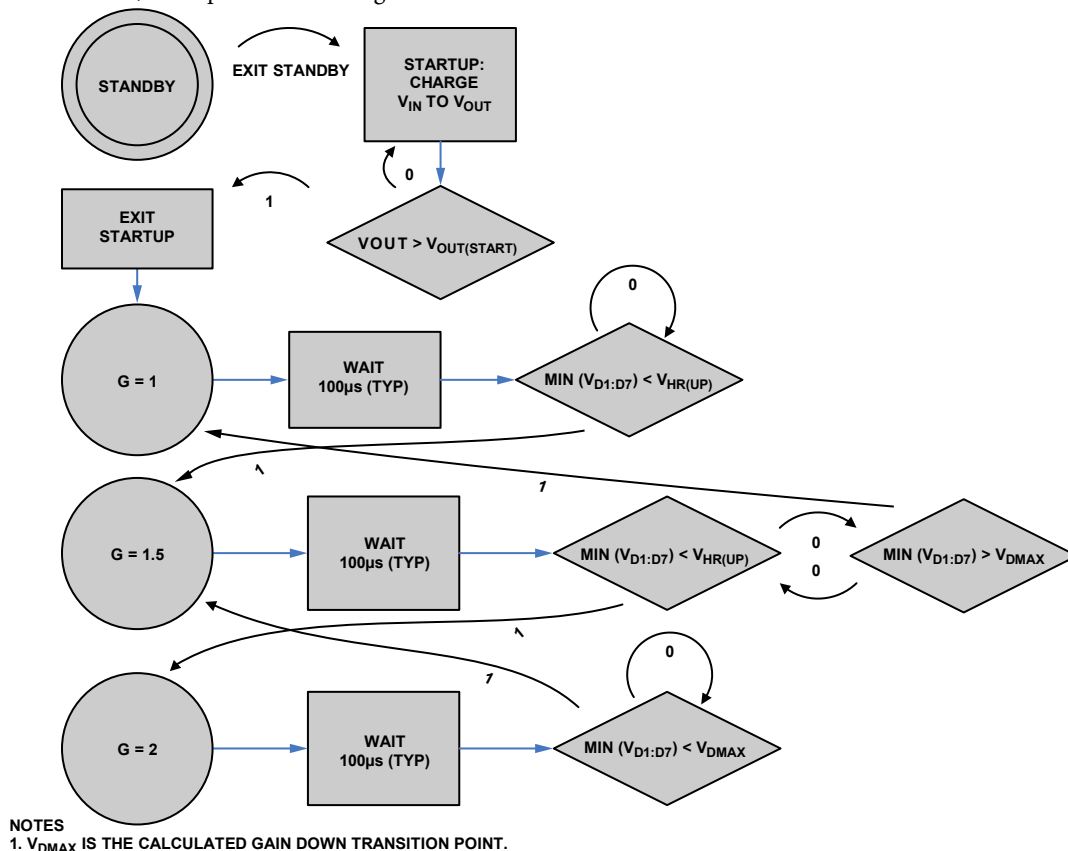 STANDBY
EXIT STANDBY
STARTUP:
CHARGE
VIN TO VOUT
0
1
EXIT
STARTUP
VOUT > VOUT(START)
0
G = 1
WAIT
100µs (TYP)
MIN (VD1:D7) < VHR(UP)
1
1
G = 1.5
WAIT
100µs (TYP)
MIN (VD1:D7) < VHR(UP)
0
0
MIN (VD1:D7) > VDMAX
1
1
0
G = 2
WAIT
100µs (TYP)
MIN (VD1:D7) < VDMAX
NOTES
1. VDMAX IS THE CALCULATED GAIN DOWN TRANSITION POINT.